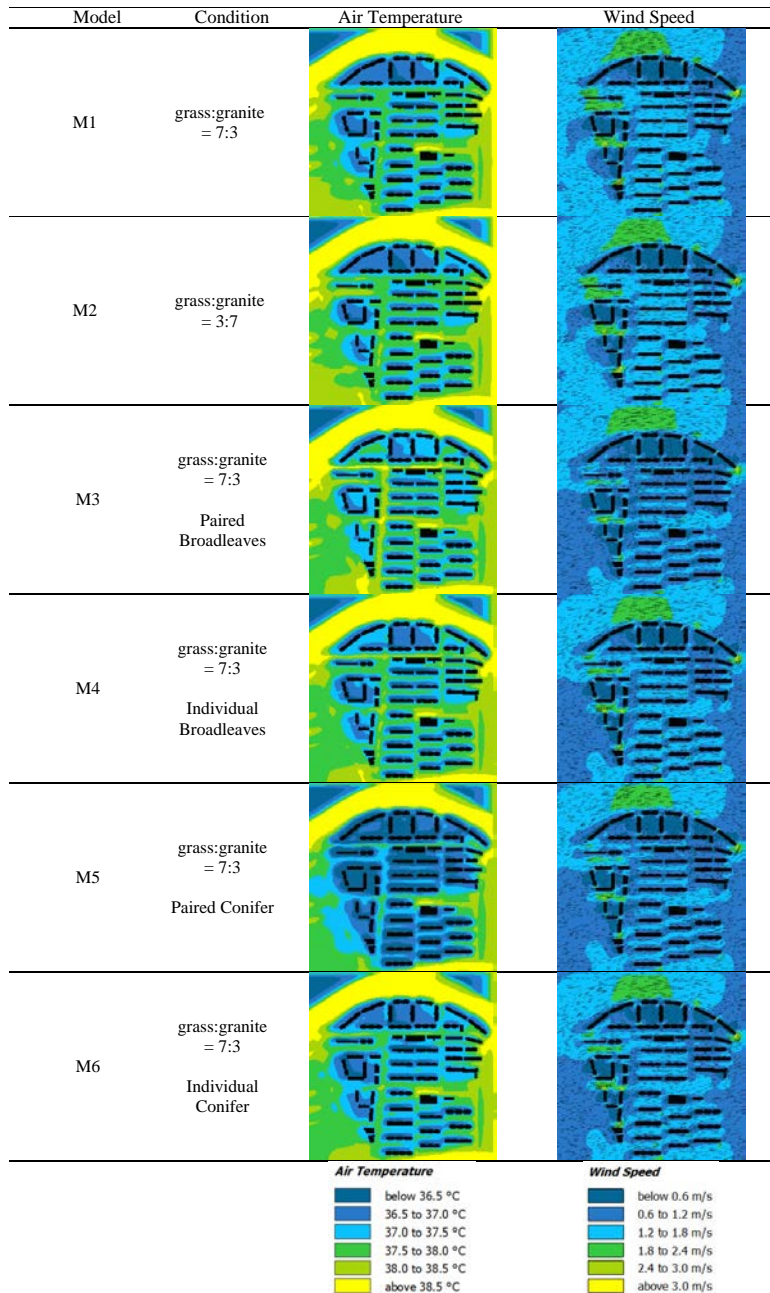 Model Condition Air Temperature Wind Speed
M1
grass:granite
= 7:3
M2
grass:granite
= 3:7
M3
grass:granite
= 7:3
Paired
Broadleaves
M4
grass:granite
= 7:3
Individual
Broadleaves
M5
grass:granite
= 7:3
Paired Conifer
M6
grass:granite
= 7:3
Individual
Conifer
Air Temperature
below 36.5 °C
36.5 to 37.0 °C
37.0 to 37.5 °C
37.5 to 38.0 °C
38.0 to 38.5 °C
above 38.5 °C
Wind Speed
below 0.6 m/s
0.6 to 1.2 m/s
1.2 to 1.8 m/s
1.8 to 2.4 m/s
2.4 to 3.0 m/s
above 3.0 m/s